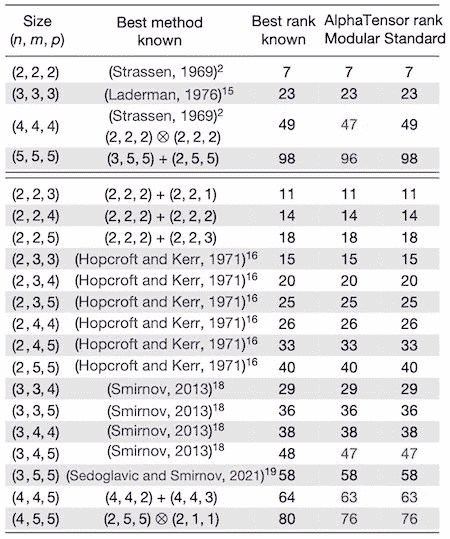 Size Best method Best rank AlphaTensor rank
(n, m, p) known known Modular Standard
(2, 2, 2) (Strassen, 1969)2 7 7 7
(3, 3, 3) (Laderman, 1976)15 23 23 23
(4, 4, 4) (Strassen, 1969)2 49 47 49
(2, 2, 2) ⊗ (2, 2, 2)
(5, 5, 5) (3, 5, 5) + (2, 5, 5) 98 96 98
(2, 2, 3) (2, 2, 2) + (2, 2, 1) 11 11 11
(2, 2, 4) (2, 2, 2) + (2, 2, 2) 14 14 14
(2, 2, 5) (2, 2, 2) + (2, 2, 3) 18 18 18
(2, 3, 3) (Hopcroft and Kerr, 1971)16 15 15 15
(2, 3, 4) (Hopcroft and Kerr, 1971)16 20 20 20
(2, 3, 5) (Hopcroft and Kerr, 1971)16 25 25 25
(2, 4, 4) (Hopcroft and Kerr, 1971)16 26 26 26
(2, 4, 5) (Hopcroft and Kerr, 1971)16 33 33 33
(2, 5, 5) (Hopcroft and Kerr, 1971)16 40 40 40
(3, 3, 4) (Smirnov, 2013)18 29 29 29
(3, 3, 5) (Smirnov, 2013)18 36 36 36
(3, 4, 4) (Smirnov, 2013)18 38 38 38
(3, 4, 5) (Smirnov, 2013)18 48 47 47
(3, 5, 5) (Sedoglavic and Smirnov, 2021)19 58 58 58
(4, 4, 5) (4, 4, 2) + (4, 4, 3) 64 63 63
(4, 5, 5) (2, 5, 5) ⊗ (2, 1, 1) 80 76 76